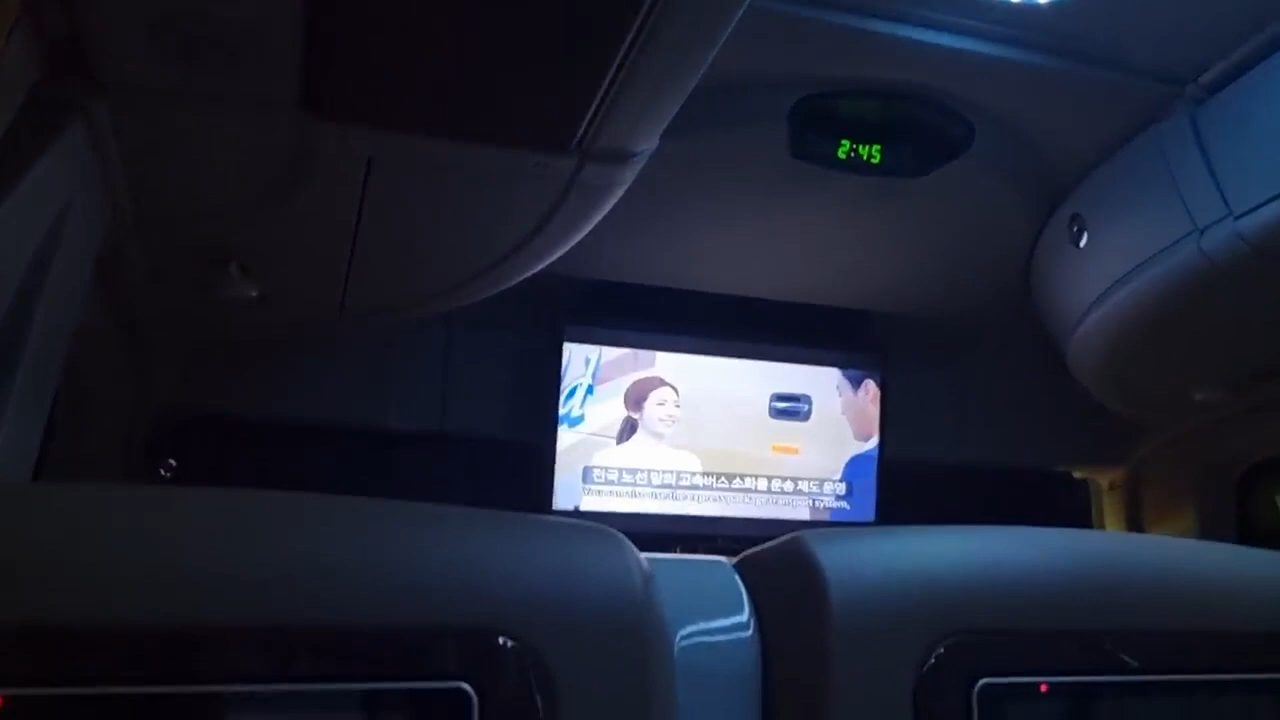 2:45
d
전국 노선망의 고속버스 소화물 운송 제도 운영
You can also use the express package transport system,